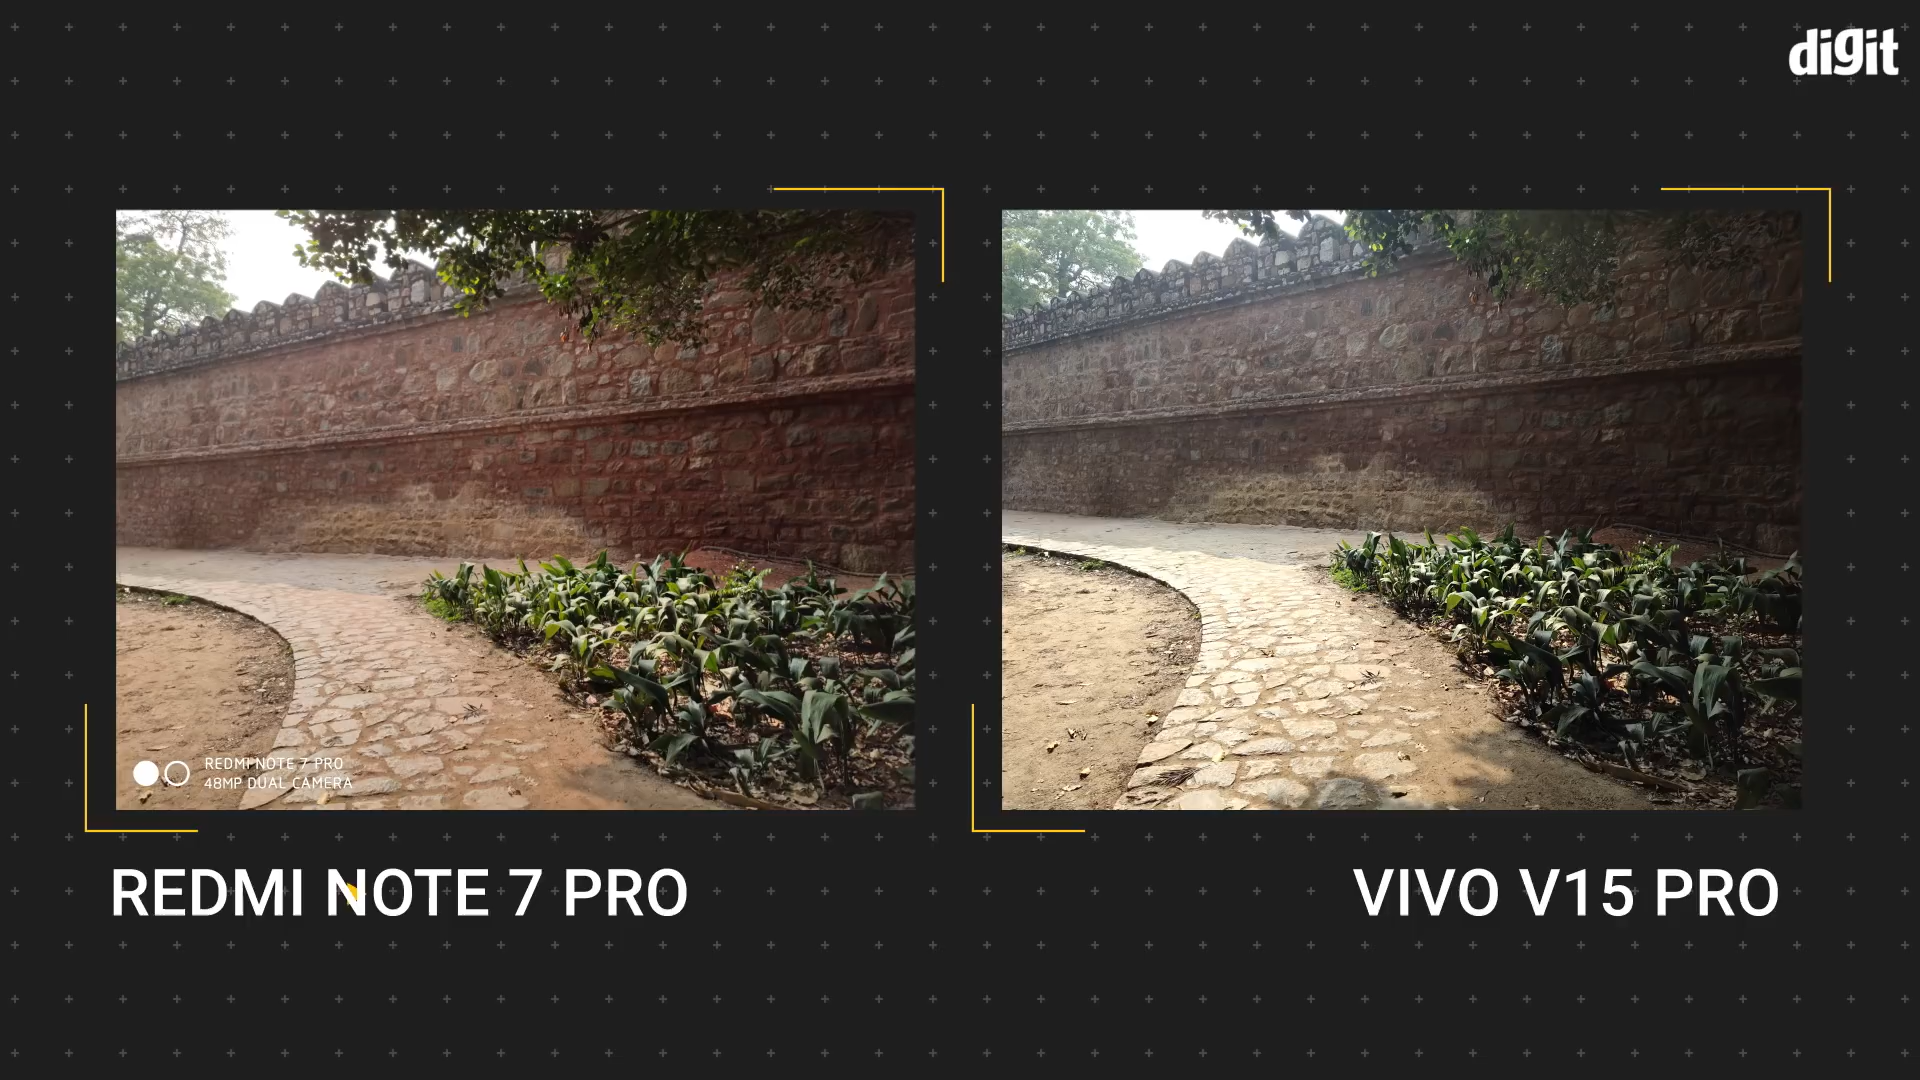 digit
REDMI NOTE 7 PRO
48MP DUAL CAMERA
REDMI NOTE 7 PRO
VIVO V15 PRO